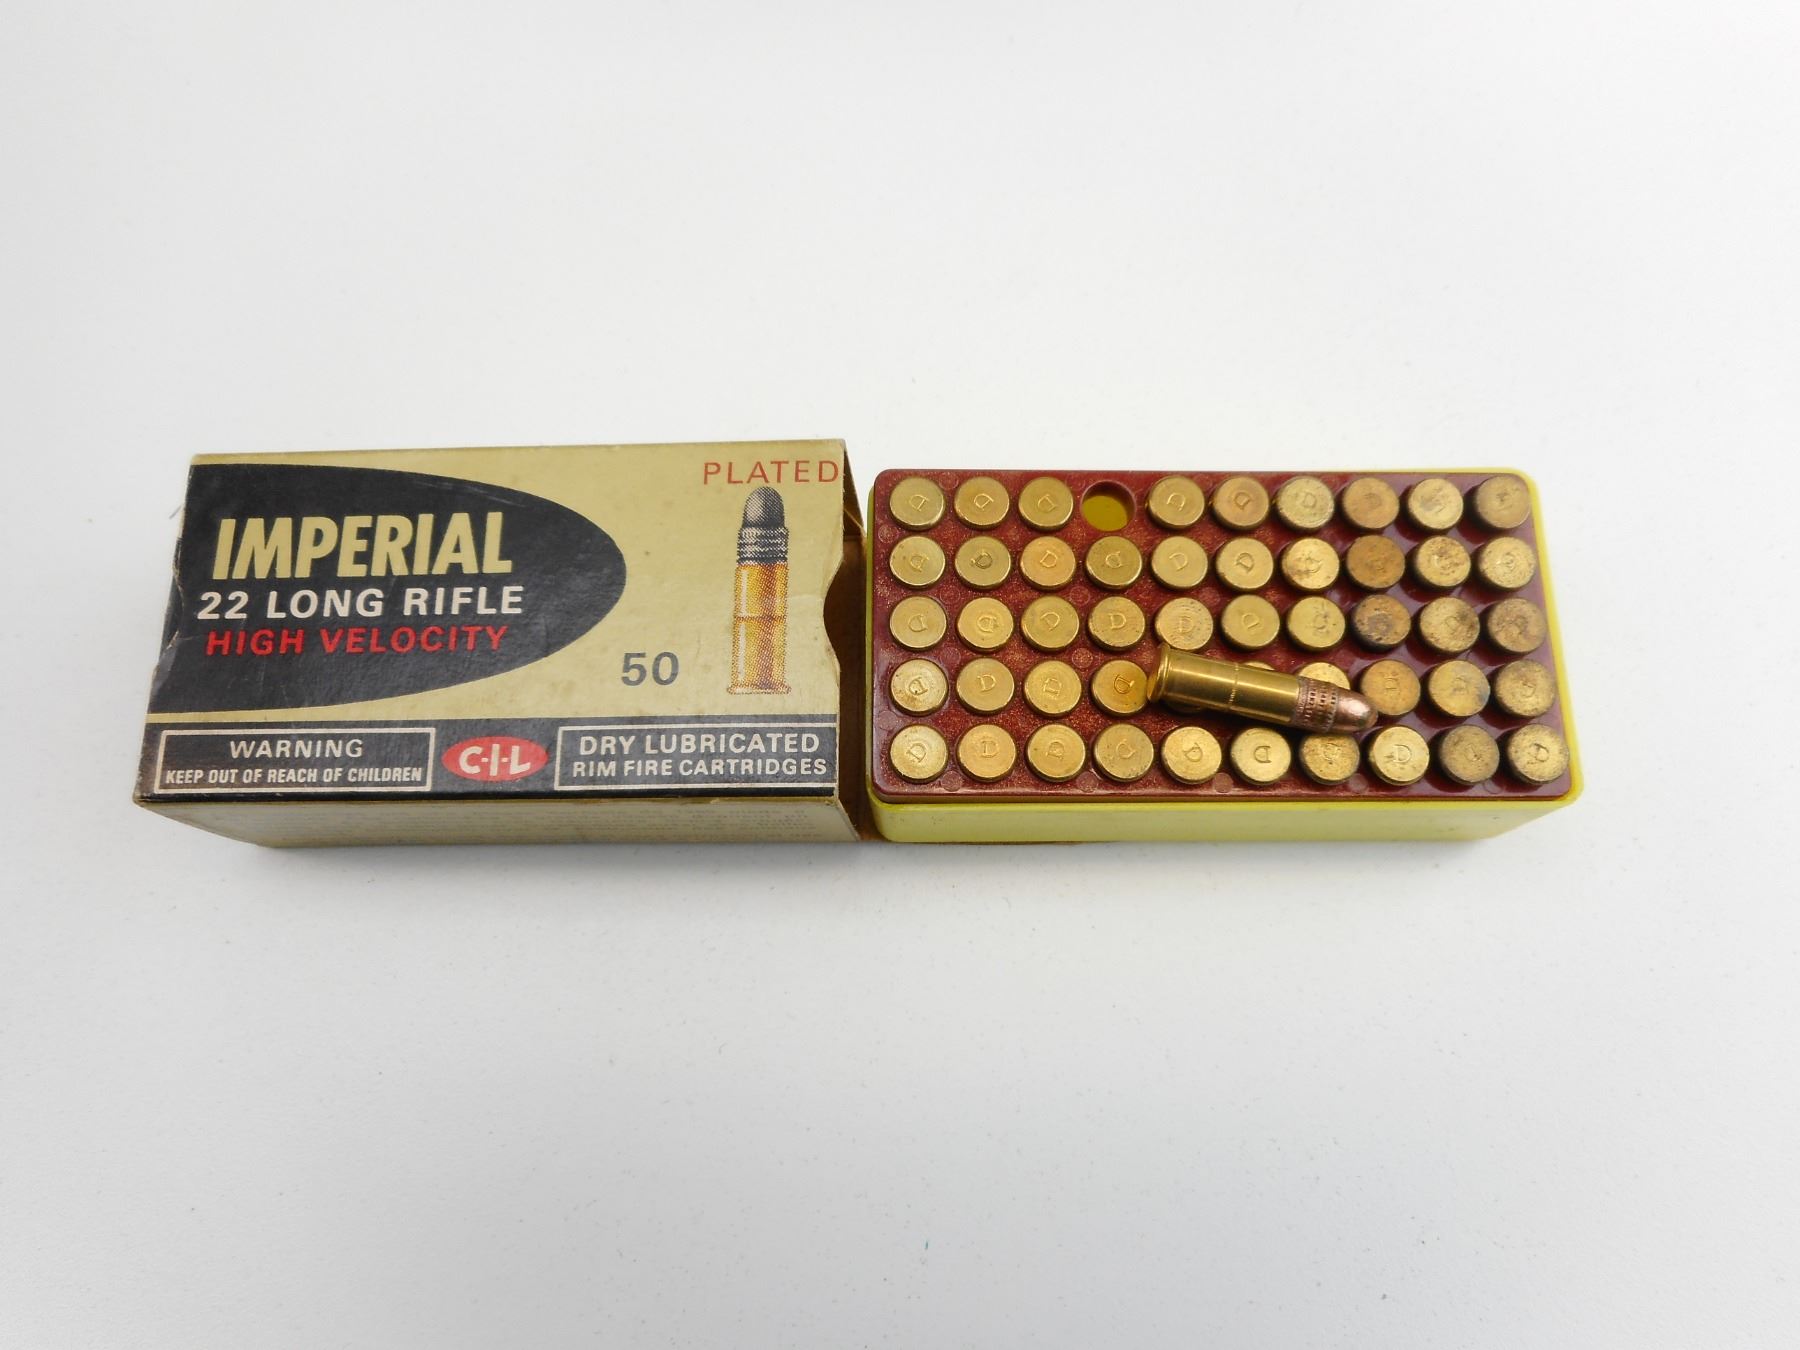 PLATED
IMPERIAL
22 LONG RIFLE
HIGH VELOCITY
50
WARNING
KEEP OUT OF REACH OF CHILDREN
C-I-L
DRY LUBRICATED
RIM FIRE CARTRIDGES